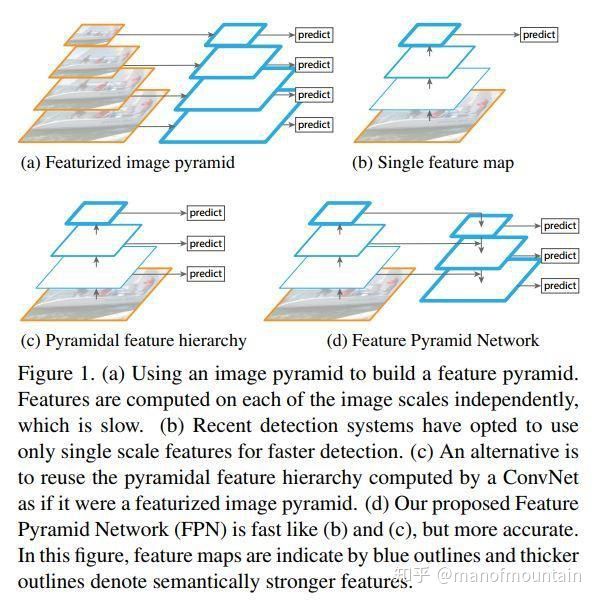 predict
predict
predict
predict
predict
(a) Featurized image pyramid
(b) Single feature map
predict
predict
predict
predict
predict
predict
(c) Pyramidal feature hierarchy
(d) Feature Pyramid Network
Figure 1. (a) Using an image pyramid to build a feature pyramid.
Features are computed on each of the image scales independently,
which is slow. (b) Recent detection systems have opted to use
only single scale features for faster detection. (c) An alternative is
to reuse the pyramidal feature hierarchy computed by a ConvNet
as if it were a featurized image pyramid. (d) Our proposed Feature
Pyramid Network (FPN) is fast like (b) and (c), but more accurate.
In this figure, feature maps are indicate by blue outlines and thicker
outlines denote semantically stronger features.
知乎 @manofmountain